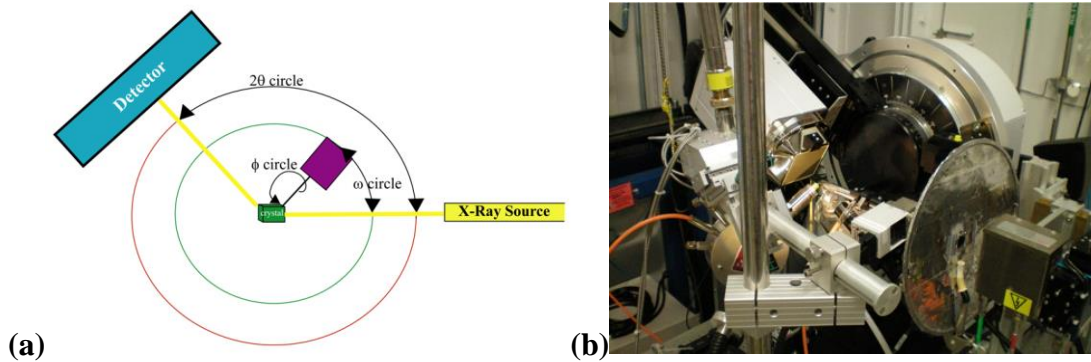 Detector
2θ circle
ϕ circle
ω circle
crystal
X-Ray Source
(a)
(b)